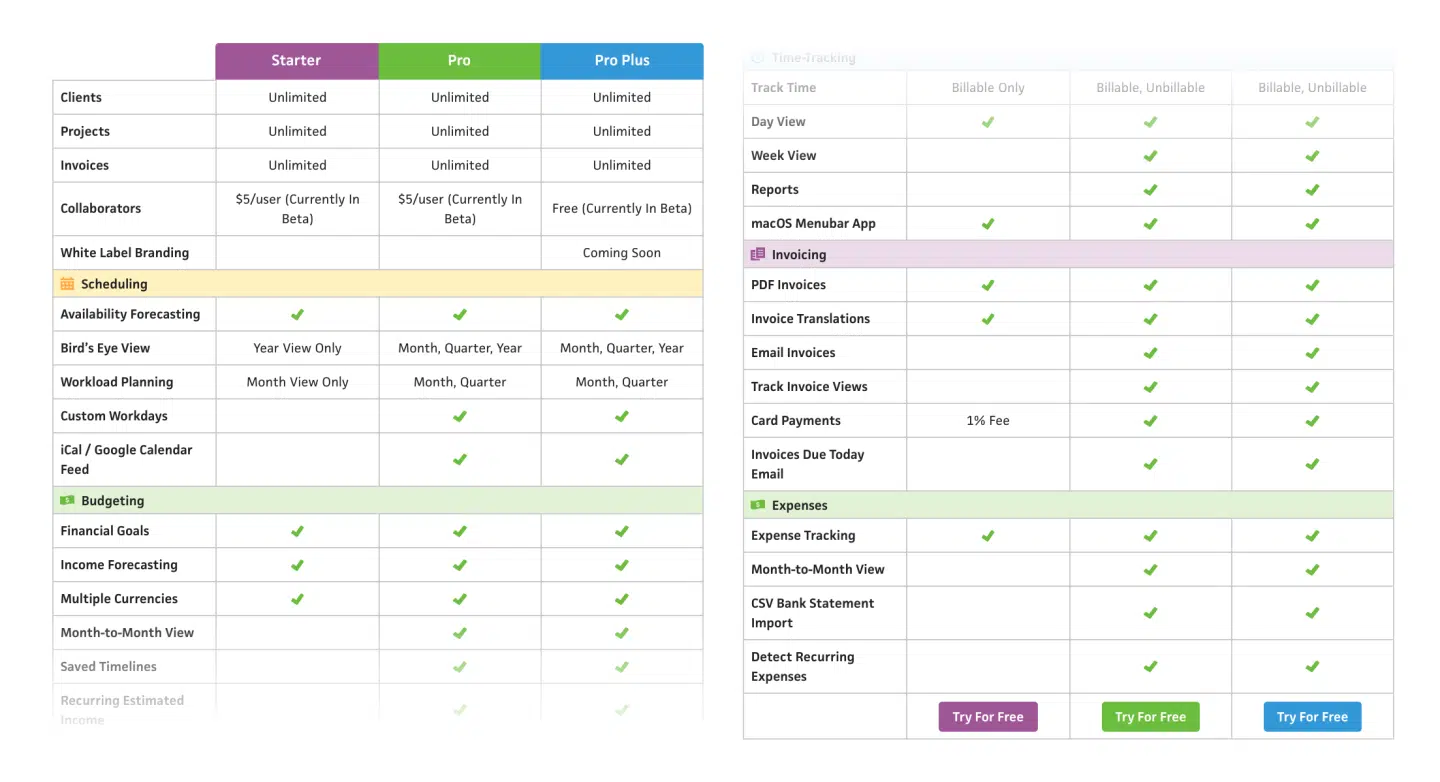 Starter Pro Pro Plus
Clients Unlimited Unlimited Unlimited
Projects Unlimited Unlimited Unlimited
Invoices Unlimited Unlimited Unlimited
Collaborators $5/user (Currently In Beta) $5/user (Currently In Beta) Free (Currently In Beta)
White Label Branding Coming Soon
Scheduling
Availability Forecasting
Bird’s Eye View Year View Only Month, Quarter, Year Month, Quarter, Year
Workload Planning Month View Only Month, Quarter Month, Quarter
Custom Workdays
iCal / Google Calendar
Feed
Budgeting
Financial Goals
Income Forecasting
Multiple Currencies
Month-to-Month View
Saved Timelines
Recurring Estimated
Income
Time-Tracking
Track Time Billable Only Billable, Unbillable Billable, Unbillable
Day View
Week View
Reports
macOS Menubar App
Invoicing
PDF Invoices
Invoice Translations
Email Invoices
Track Invoice Views
Card Payments 1% Fee
Invoices Due Today
Email
Expenses
Expense Tracking
Month-to-Month View
CSV Bank Statement
Import
Detect Recurring
Expenses
Try For Free Try For Free Try For Free